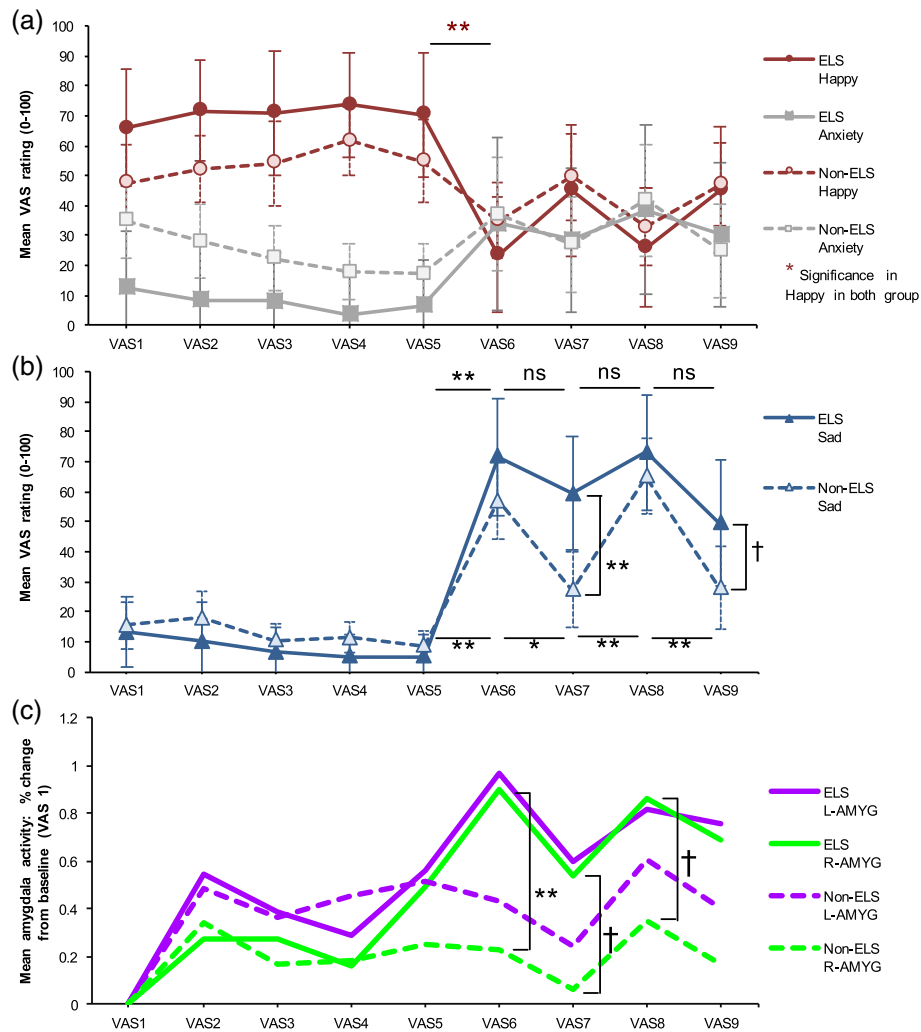 (a)
Mean VAS rating (0-100)
100
90
80
70
60
50
40
30
20
10
0
**
VAS1 VAS2 VAS3 VAS4 VAS5 VAS6 VAS7 VAS8 VAS9
ELS
Happy
ELS
Anxiety
Non-ELS
Happy
Non-ELS
Anxiety
* Significance in
Happy in both group
(b)
Mean VAS rating (0-100)
100
90
80
70
60
50
40
30
20
10
0
** ns ns ns
** †
** * ** **
VAS1 VAS2 VAS3 VAS4 VAS5 VAS6 VAS7 VAS8 VAS9
ELS
Sad
Non-ELS
Sad
(c)
Mean amygdala activity: % change
from baseline (VAS 1)
1.2
1
0.8
0.6
0.4
0.2
0
** † †
VAS1 VAS2 VAS3 VAS4 VAS5 VAS6 VAS7 VAS8 VAS9
ELS
L-AMYG
ELS
R-AMYG
Non-ELS
L-AMYG
Non-ELS
R-AMYG